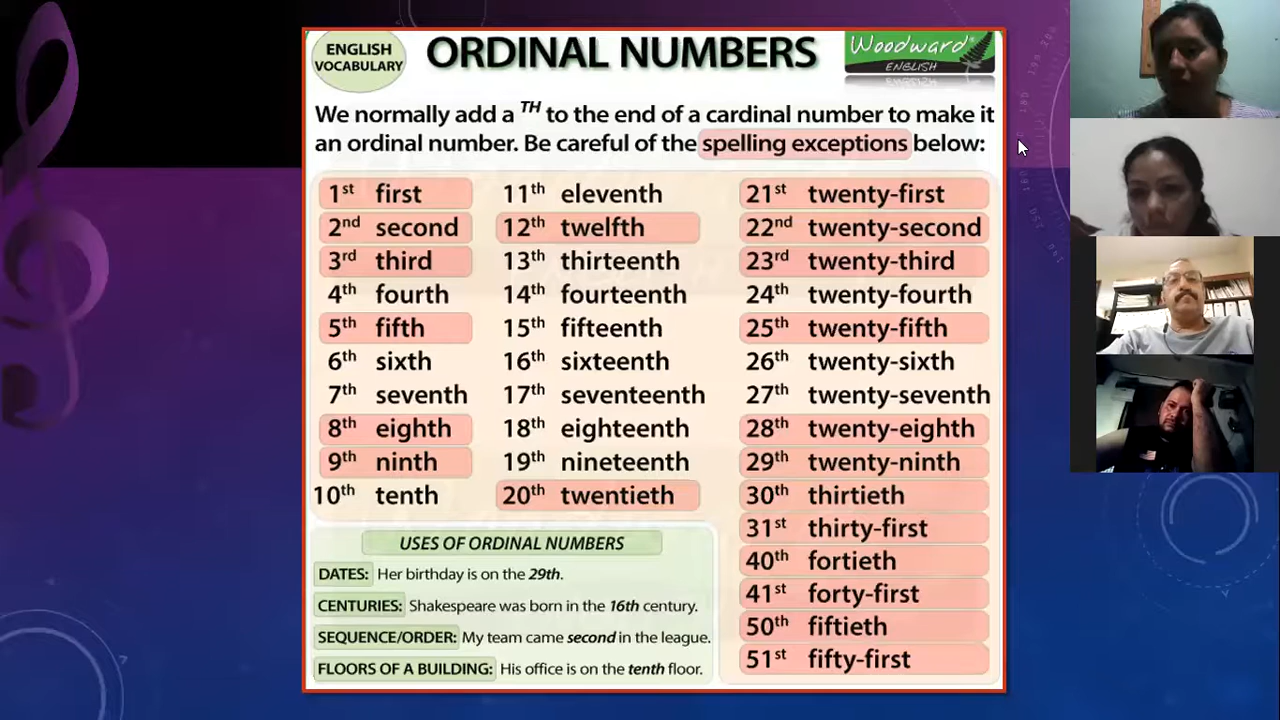 ENGLISH
VOCABULARY
ORDINAL NUMBERS
Woodward®
ENGLISH
We normally add a TH to the end of a cardinal number to make it
an ordinal number. Be careful of the spelling exceptions below:
1st first
2nd second
3rd third
4th fourth
5th fifth
6th sixth
7th seventh
8th eighth
9th ninth
10th tenth
11th eleventh
12th twelfth
13th thirteenth
14th fourteenth
15th fifteenth
16th sixteenth
17th seventeenth
18th eighteenth
19th nineteenth
20th twentieth
21st twenty-first
22nd twenty-second
23rd twenty-third
24th twenty-fourth
25th twenty-fifth
26th twenty-sixth
27th twenty-seventh
28th twenty-eighth
29th twenty-ninth
30th thirtieth
31st thirty-first
40th fortieth
41st forty-first
50th fiftieth
51st fifty-first
USES OF ORDINAL NUMBERS
DATES: Her birthday is on the 29th.
CENTURIES: Shakespeare was born in the 16th century.
SEQUENCE/ORDER: My team came second in the league.
FLOORS OF A BUILDING: His office is on the tenth floor.